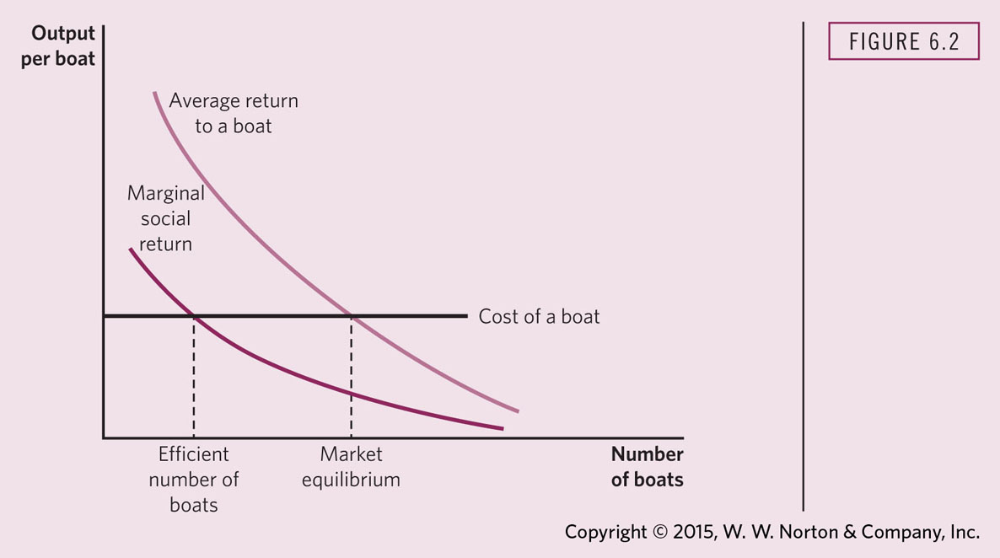 Output
per boat
FIGURE 6.2
Average return
to a boat
Marginal
social
return
Cost of a boat
Efficient
number of
boats
Market
equilibrium
Number
of boats
Copyright © 2015, W. W. Norton & Company, Inc.